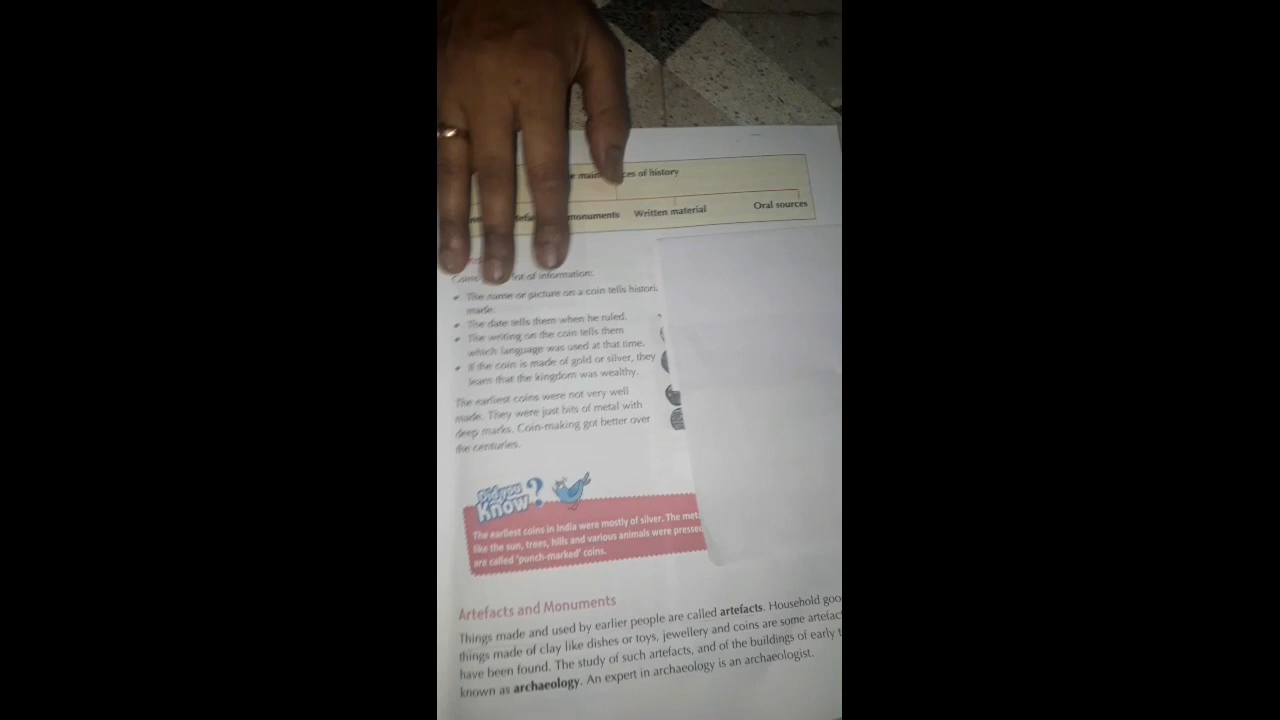 main ces of history
monuments Written material Oral sources
lot of information:
• The name or picture on a coin tells histori
made.
• The date tells them when he ruled.
• The writing on the coin tells them
which language was used at that time.
• If the coin is made of gold or silver, they
learn that the kingdom was wealthy.
The earliest coins were not very well
made. They were just bits of metal with
deep marks. Coin-making got better over
the centuries.
Did you
Know?
The earliest coins in India were mostly of silver. The met
like the sun, trees, hills and various animals were presse
are called 'punch-marked' coins.
Artefacts and Monuments
Things made and used by earlier people are called artefacts. Household goo
things made of clay like dishes or toys, jewellery and coins are some artefac
have been found. The study of such artefacts, and of the buildings of early t
known as archaeology. An expert in archaeology is an archaeologist.